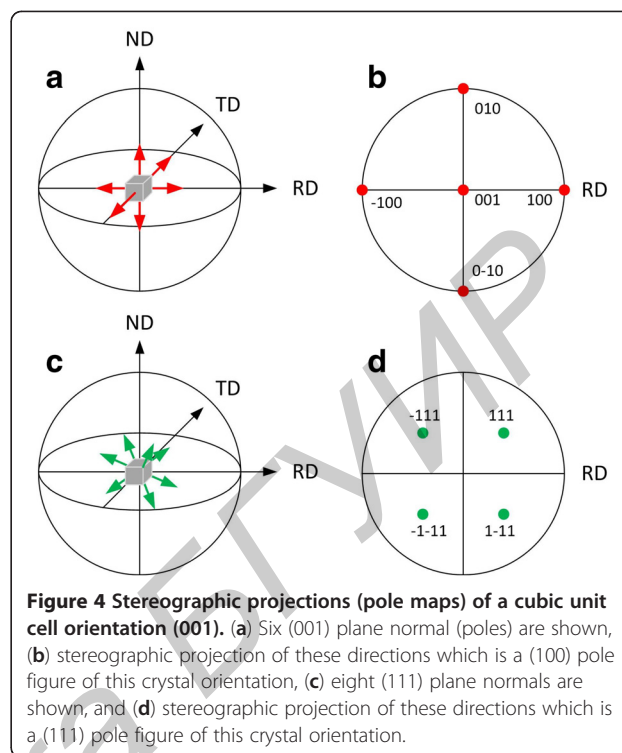 a
ND
TD
RD
b
010
-100
001
100
RD
0-10
c
ND
TD
RD
d
-111
111
RD
-1-11
1-11
Figure 4 Stereographic projections (pole maps) of a cubic unit
cell orientation (001). (a) Six (001) plane normal (poles) are shown,
(b) stereographic projection of these directions which is a (100) pole
figure of this crystal orientation, (c) eight (111) plane normals are
shown, and (d) stereographic projection of these directions which is
a (111) pole figure of this crystal orientation.
а БГУИР